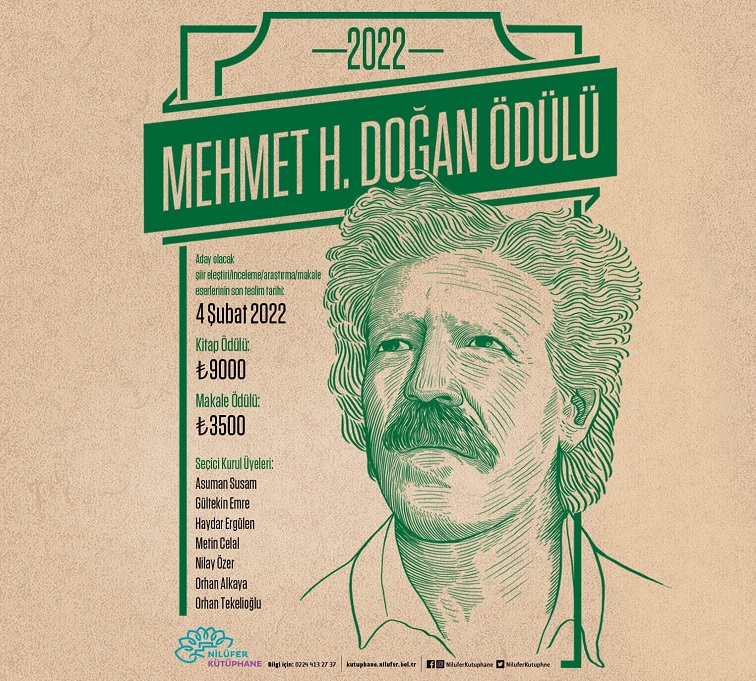 2022
MEHMET H. DOĞAN ÖDÜLÜ
Aday olacak
şiir eleştiri/inceleme/araştırma/makale
eserlerinin son teslim tarihi:
4 Şubat 2022
Kitap Ödülü:
₺9000
Makale Ödülü:
₺3500
Seçici Kurul Üyeleri:
Asuman Susam
Gültekin Emre
Haydar Ergülen
Metin Celal
Nilay Özer
Orhan Alkaya
Orhan Tekelioğlu
NİLÜFER
KÜTÜPHANE
Bilgi için: 0224 413 27 37 | kutuphane.nilufer.bel.tr | NiluferKutuphane NiluferKutuphne